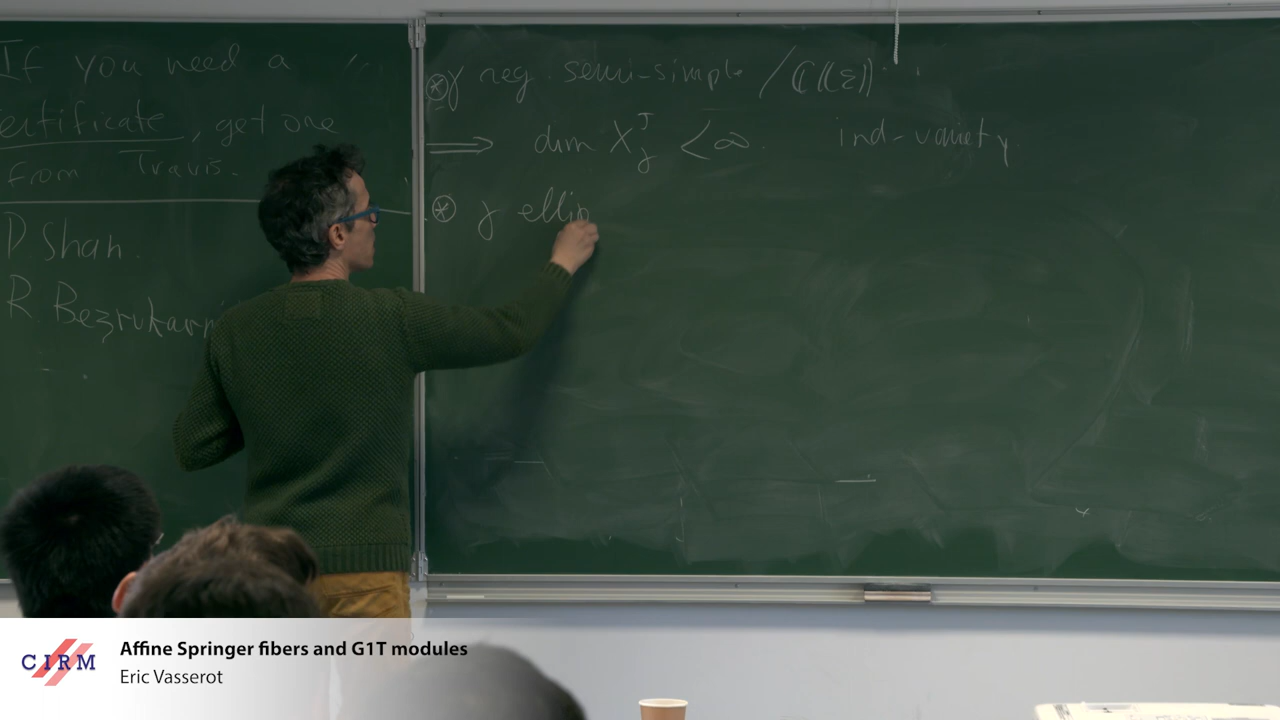 If you need a
ertificate, get one
from Travis.
P. Shan.
R Bezrukavn
⊛ γ reg. semi-simple / ℂ((ε))
⟹ dim X_γ^J < ∞. ind-variety
⊛ γ ellip
CIRM
Affine Springer fibers and G1T modules
Eric Vasserot